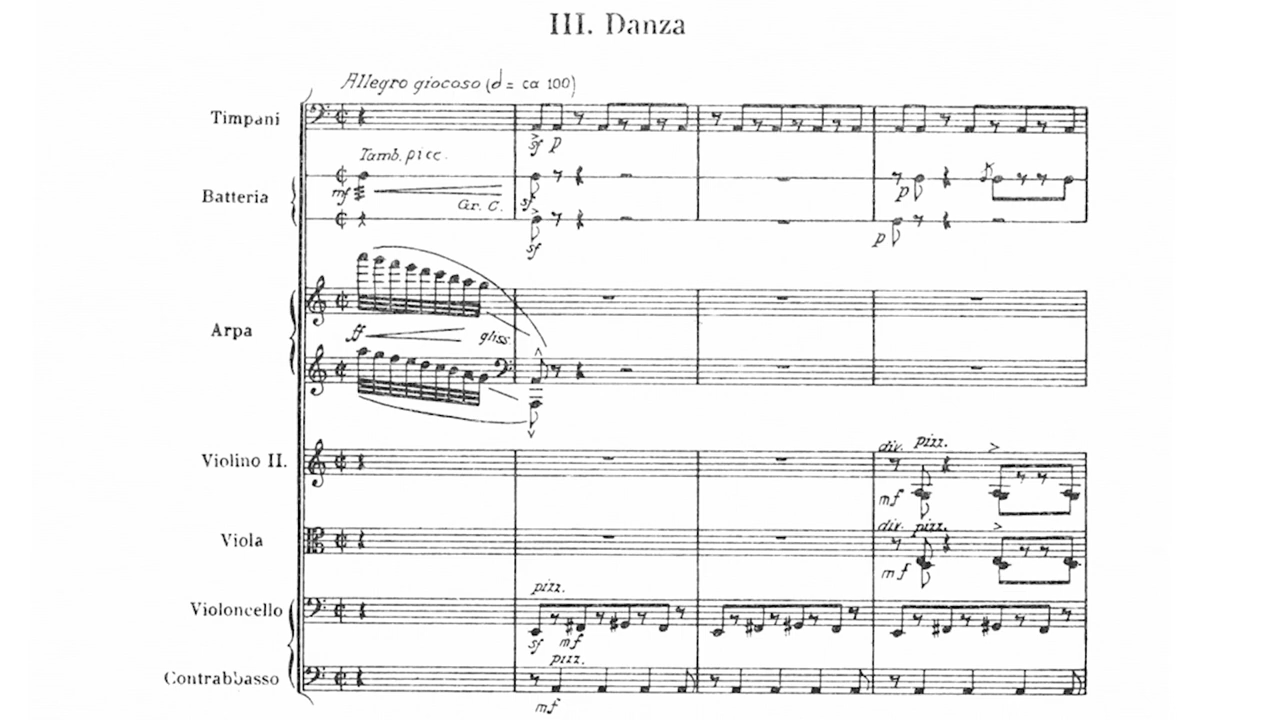 III. Danza
Allegro giocoso (𝅗𝅥 = ca 100)
Timpani
sf p
Tamb. picc.
Batteria
mf
Gr. C.
sf
sf
p
p
Arpa
ff
gliss
div. pizz.
Violino II.
mf
div. pizz.
Viola
mf
pizz.
Violoncello
sf mf
pizz.
Contrabbasso
mf